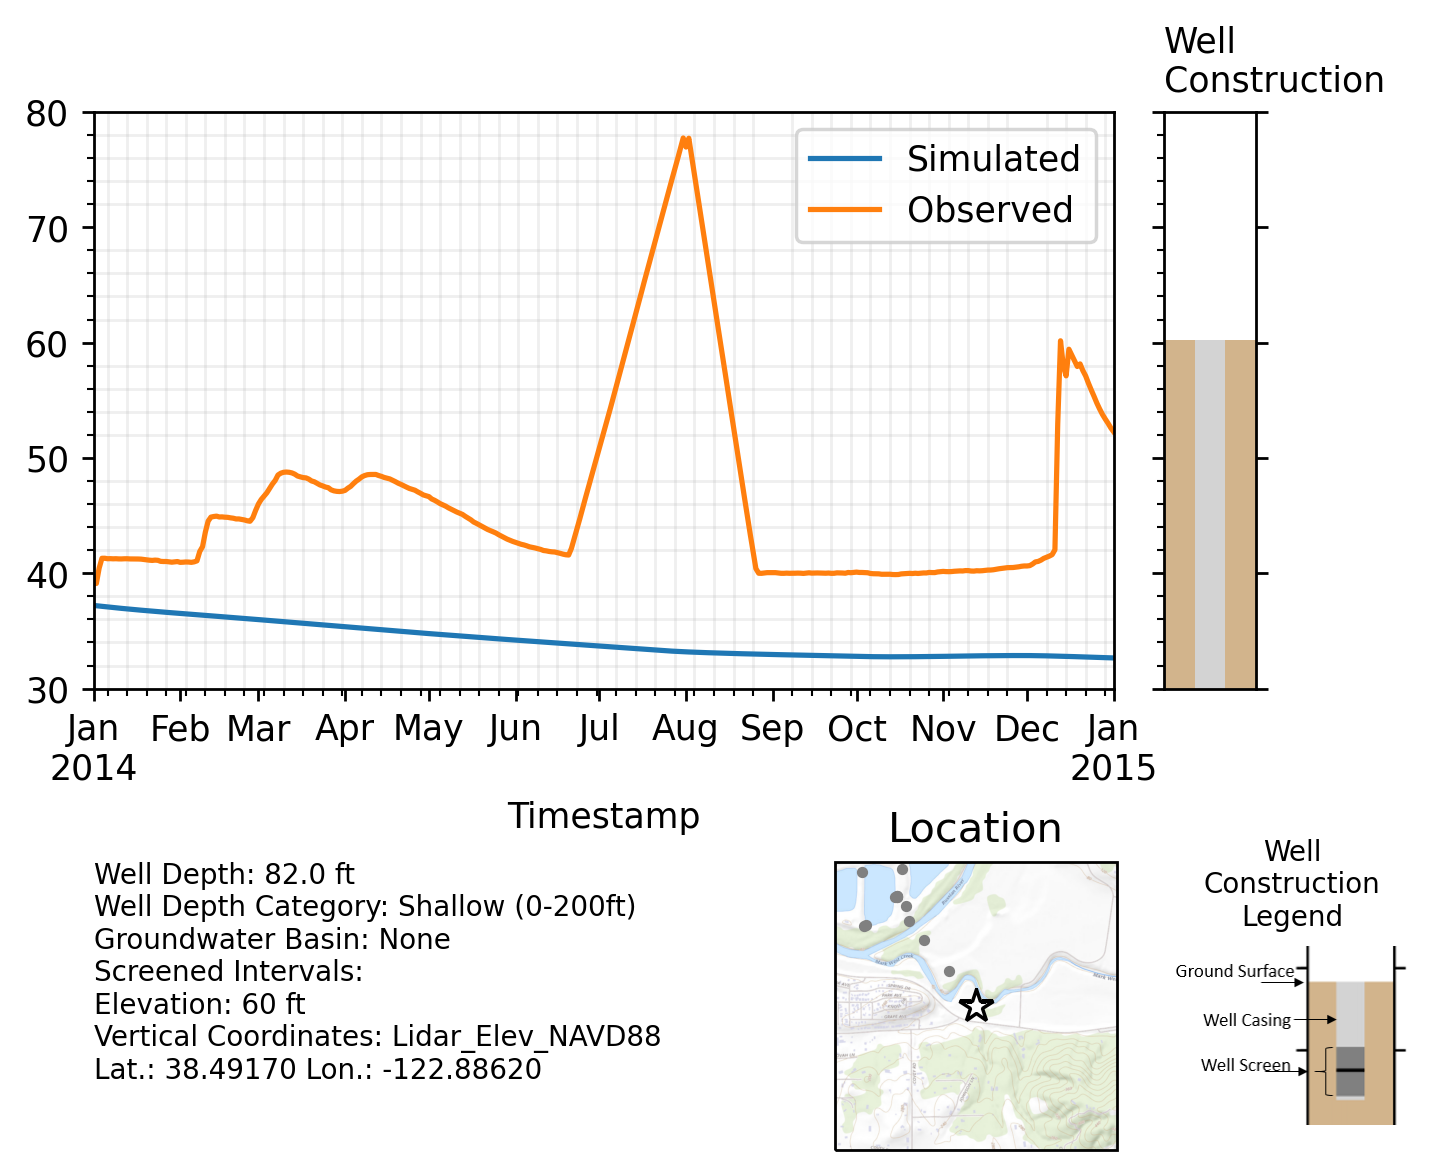 Well
Construction
80
70
60
50
40
30
Simulated
Observed
Jan Feb Mar Apr May Jun Jul Aug Sep Oct Nov Dec Jan
2014 2015
Timestamp
Well Depth: 82.0 ft
Well Depth Category: Shallow (0-200ft)
Groundwater Basin: None
Screened Intervals:
Elevation: 60 ft
Vertical Coordinates: Lidar_Elev_NAVD88
Lat.: 38.49170 Lon.: -122.88620
Location
Well
Construction
Legend
Ground Surface
Well Casing
Well Screen